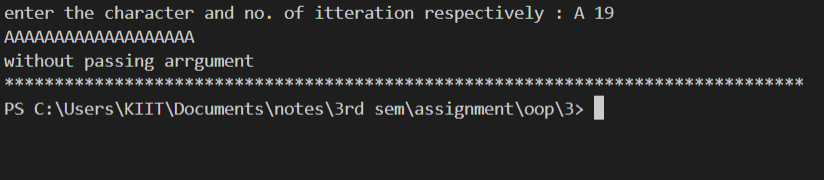 enter the character and no. of itteration respectively : A 19
AAAAAAAAAAAAAAAAAAA
without passing arrgument
********************************************************************************
PS C:\Users\KIIT\Documents\notes\3rd sem\assignment\oop\3>